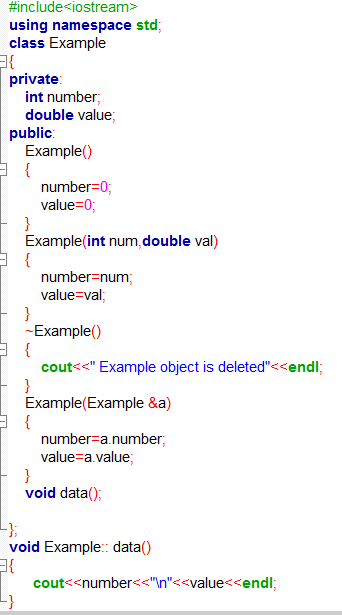 #include<iostream>
using namespace std;
class Example
{
private:
    int number;
    double value;
public:
    Example()
    {
        number=0;
        value=0;
    }
    Example(int num,double val)
    {
        number=num;
        value=val;
    }
    ~Example()
    {
        cout<<" Example object is deleted"<<endl;
    }
    Example(Example &a)
    {
        number=a.number;
        value=a.value;
    }
    void data();

};
void Example:: data()
{
      cout<<number<<"\n"<<value<<endl;
}